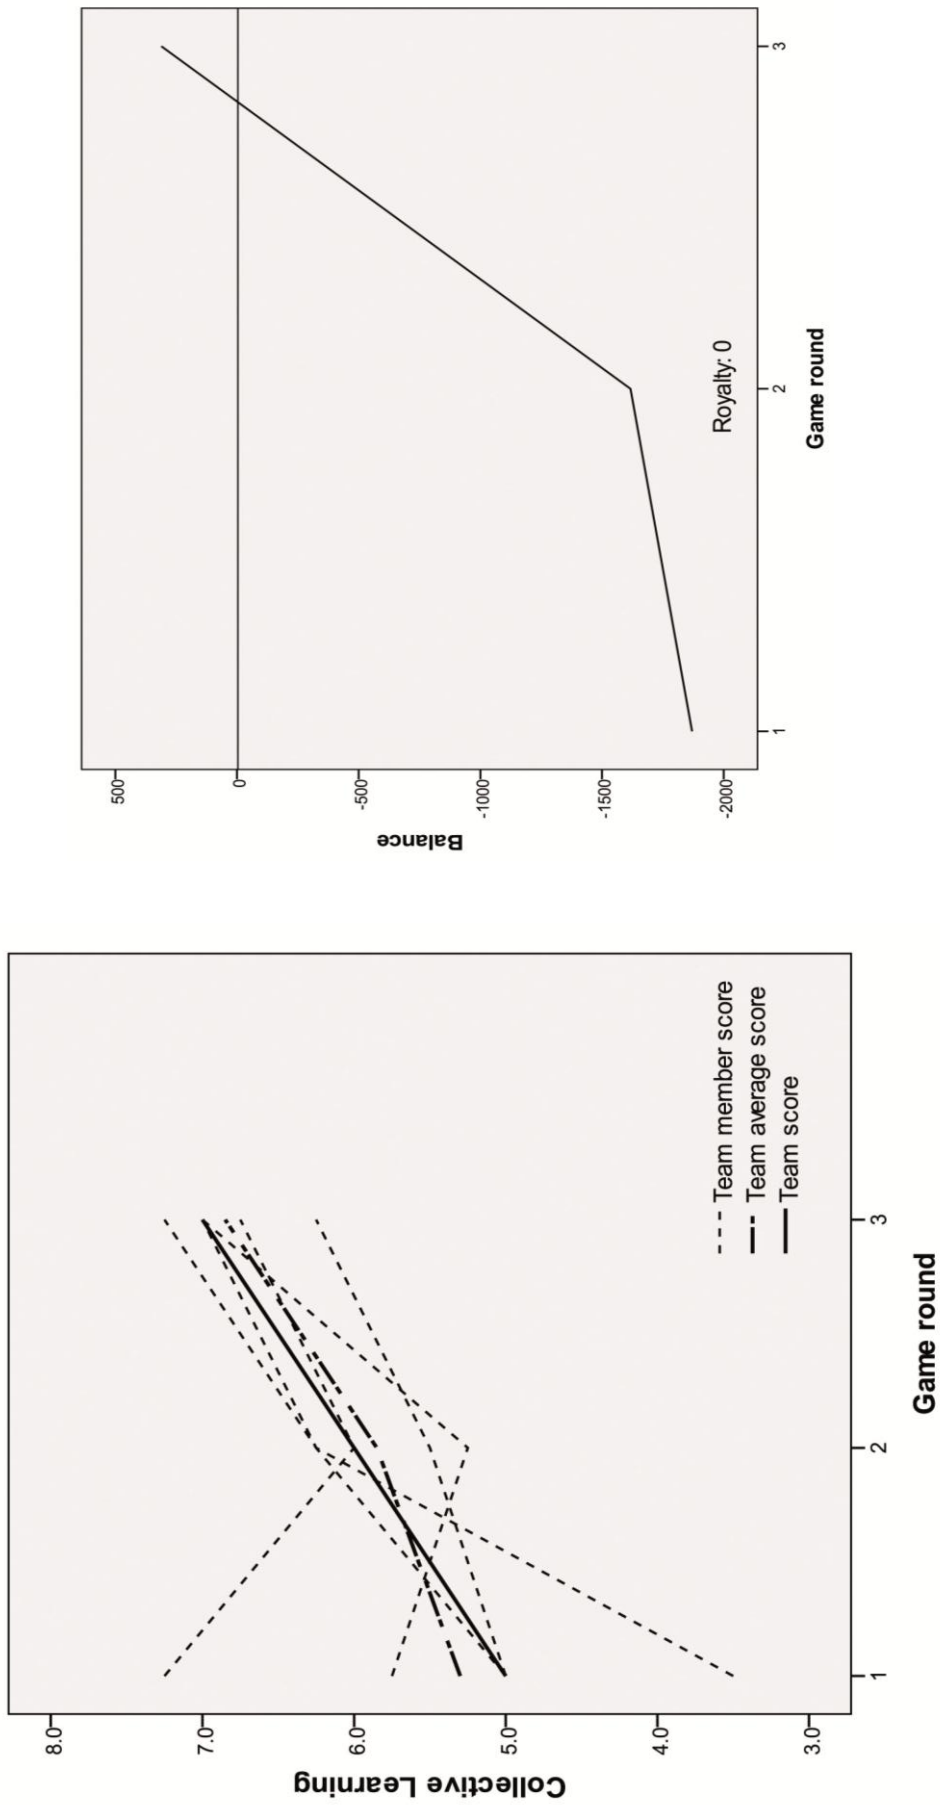 8.0
7.0
6.0
5.0
4.0
3.0
Collective Learning
1
2
3
Game round
Team member score
Team average score
Team score
500
0
-500
-1000
-1500
-2000
Balance
1
2
3
Game round
Royalty: 0